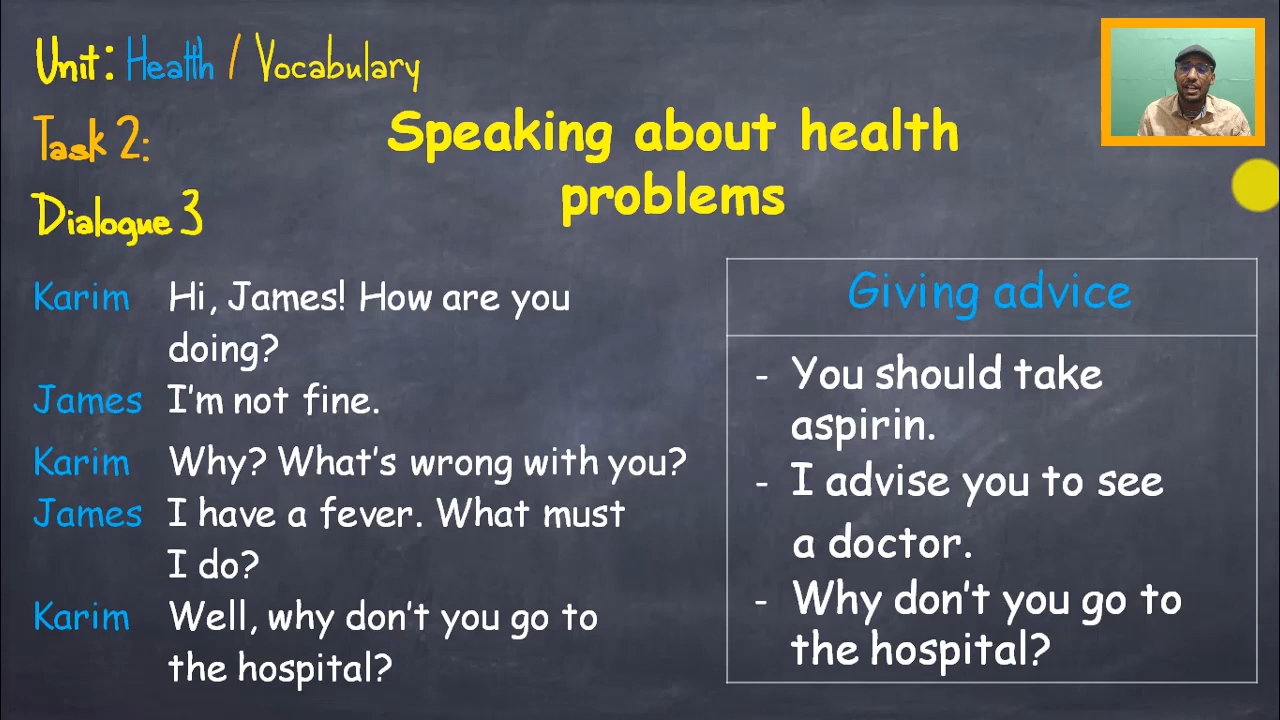 Unit: Health / Vocabulary
Task 2:
Speaking about health
problems
Dialogue 3
Karim Hi, James! How are you
doing?
James I'm not fine.
Karim Why? What's wrong with you?
James I have a fever. What must
I do?
Karim Well, why don't you go to
the hospital?
Giving advice
- You should take
aspirin.
- I advise you to see
a doctor.
- Why don't you go to
the hospital?